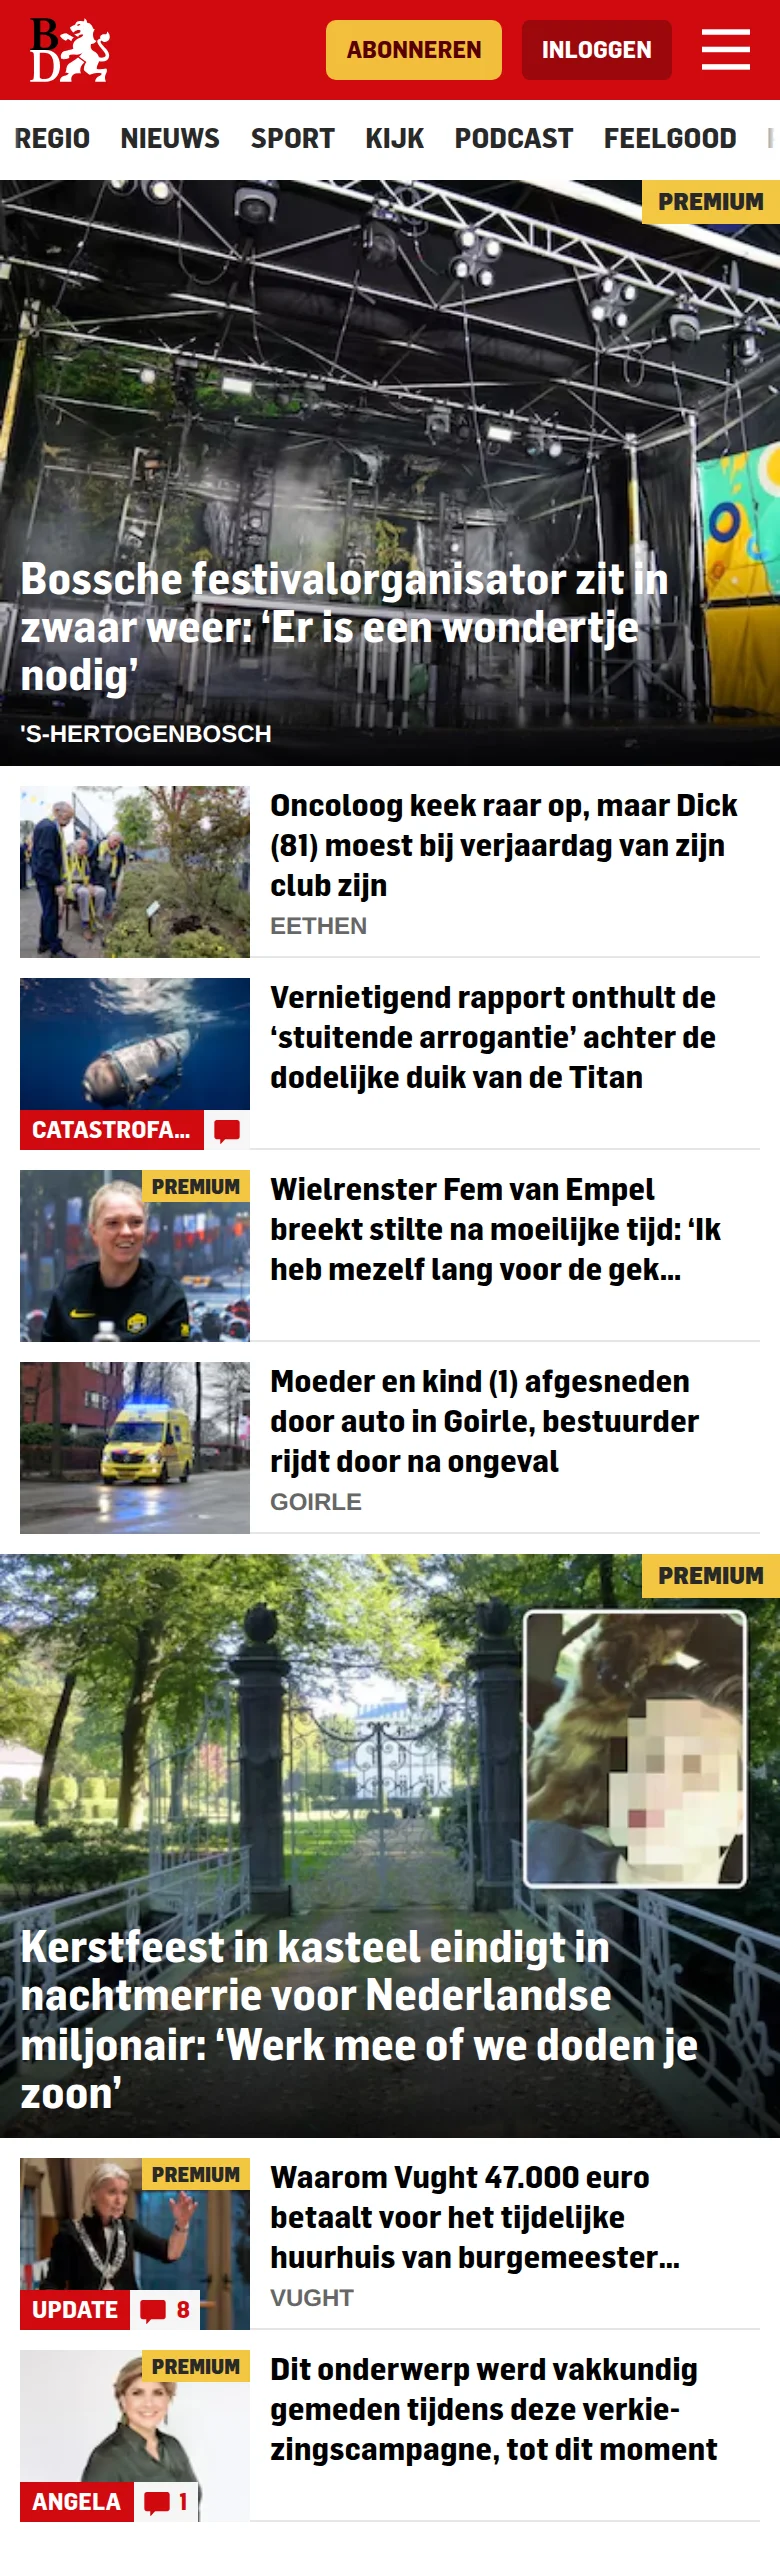 BD
ABONNEREN
INLOGGEN
REGIO NIEUWS SPORT KIJK PODCAST FEELGOOD
PREMIUM
Bossche festivalorganisator zit in
zwaar weer: ‘Er is een wondertje
nodig’
'S-HERTOGENBOSCH
Oncoloog keek raar op, maar Dick
(81) moest bij verjaardag van zijn
club zijn
EETHEN
Vernietigend rapport onthult de
‘stuitende arrogantie’ achter de
dodelijke duik van de Titan
CATASTROFA...
PREMIUM
Wielrenster Fem van Empel
breekt stilte na moeilijke tijd: ‘Ik
heb mezelf lang voor de gek...
Moeder en kind (1) afgesneden
door auto in Goirle, bestuurder
rijdt door na ongeval
GOIRLE
PREMIUM
Kerstfeest in kasteel eindigt in
nachtmerrie voor Nederlandse
miljonair: ‘Werk mee of we doden je
zoon’
PREMIUM
Waarom Vught 47.000 euro
betaalt voor het tijdelijke
huurhuis van burgemeester...
VUGHT
UPDATE
8
PREMIUM
Dit onderwerp werd vakkundig
gemeden tijdens deze verkie-
zingscampagne, tot dit moment
ANGELA
1